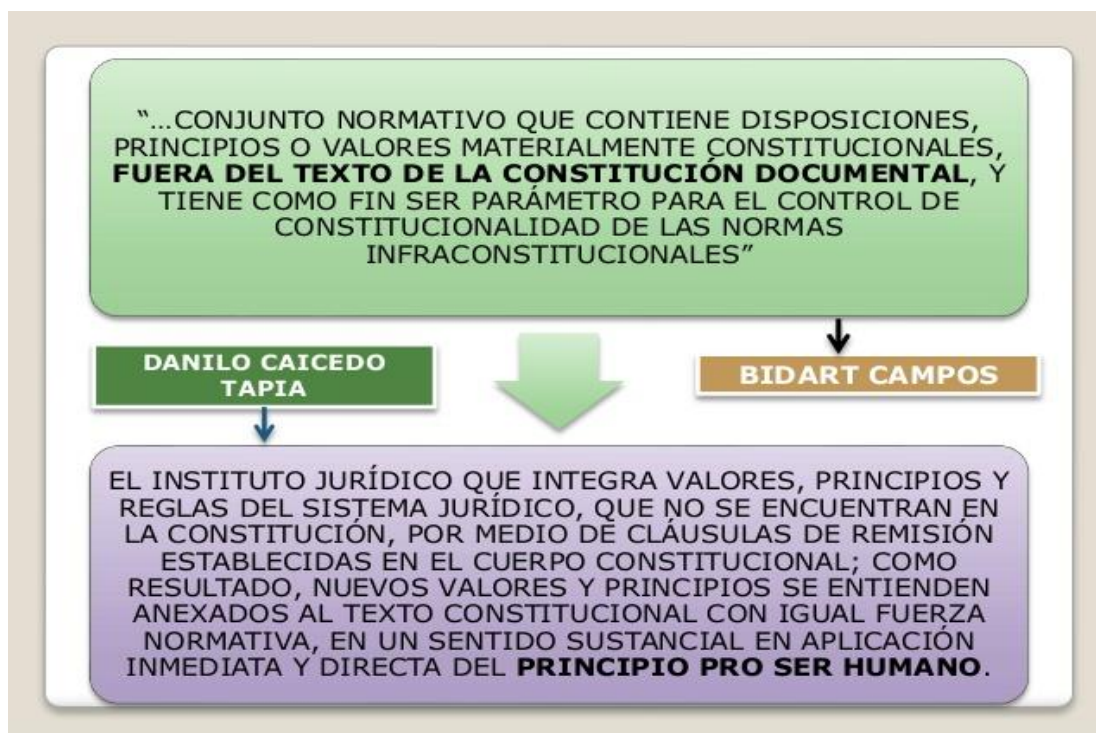 “...CONJUNTO NORMATIVO QUE CONTIENE DISPOSICIONES,
PRINCIPIOS O VALORES MATERIALMENTE CONSTITUCIONALES,
FUERA DEL TEXTO DE LA CONSTITUCIÓN DOCUMENTAL, Y
TIENE COMO FIN SER PARÁMETRO PARA EL CONTROL DE
CONSTITUCIONALIDAD DE LAS NORMAS
INFRACONSTITUCIONALES”
DANILO CAICEDO
TAPIA
BIDART CAMPOS
EL INSTITUTO JURÍDICO QUE INTEGRA VALORES, PRINCIPIOS Y
REGLAS DEL SISTEMA JURÍDICO, QUE NO SE ENCUENTRAN EN
LA CONSTITUCIÓN, POR MEDIO DE CLÁUSULAS DE REMISIÓN
ESTABLECIDAS EN EL CUERPO CONSTITUCIONAL; COMO
RESULTADO, NUEVOS VALORES Y PRINCIPIOS SE ENTIENDEN
ANEXADOS AL TEXTO CONSTITUCIONAL CON IGUAL FUERZA
NORMATIVA, EN UN SENTIDO SUSTANCIAL EN APLICACIÓN
INMEDIATA Y DIRECTA DEL PRINCIPIO PRO SER HUMANO.